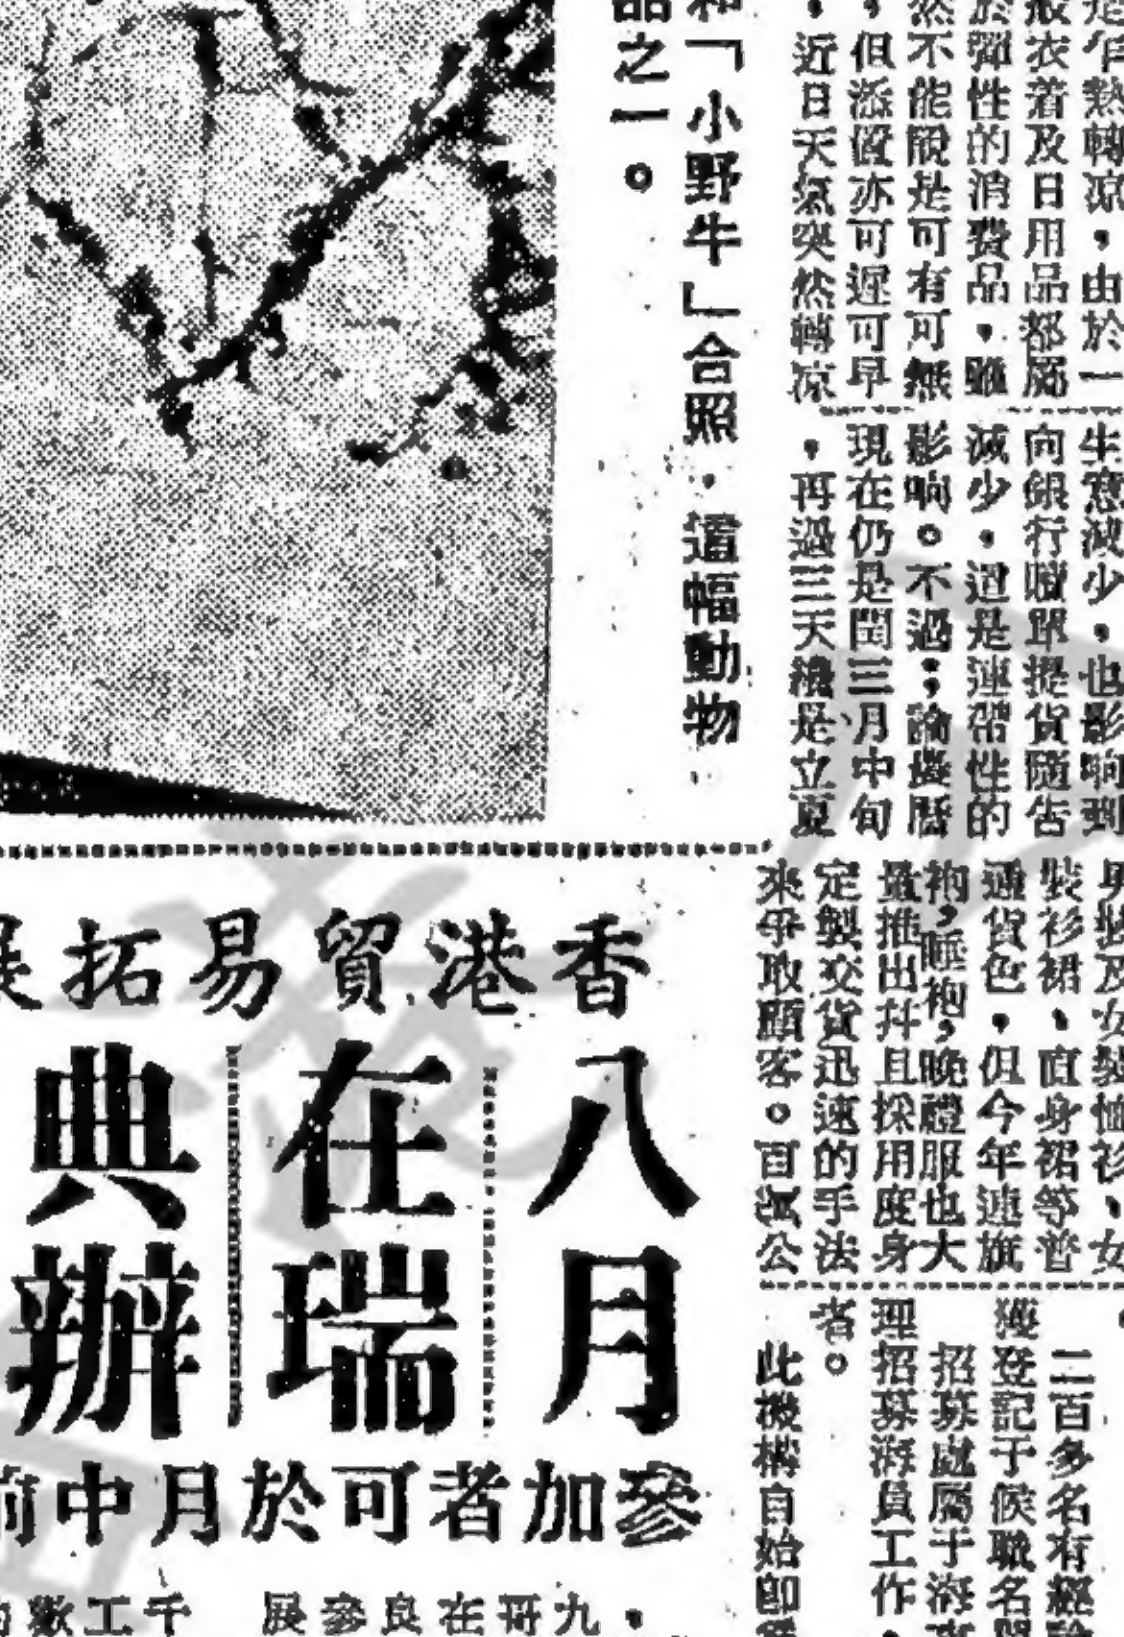 是乍熱轉涼，由於一
般衣着及日用品都屬
於彈性的消費品，雖
然不能說是可有可無
，但添置亦可遲可早
，近日天氣突然轉涼
生意減少，也影响到
向銀行贖單提貨隨告
減少，這是連帶性的
影响。不過，論農曆
現在仍是閏三月中旬
，再過三天纔是立夏
男裝及女裝恤衫、女
裝衫裙、直身裙等普
通貨色，但今年連旗
袍，睡袍，晚禮服也大
量推出幷且採用度身
定製交貨迅速的手法
來爭取顧客。百貨公
二百多名有經驗
登記于候職名單
招募處屬于海事
理招募海員工作，
者。
此機構自始即
和「小野牛」合照，這幅動物
品之一。
香港貿易拓展
八月
在瑞
典辦
參加者可於月中前